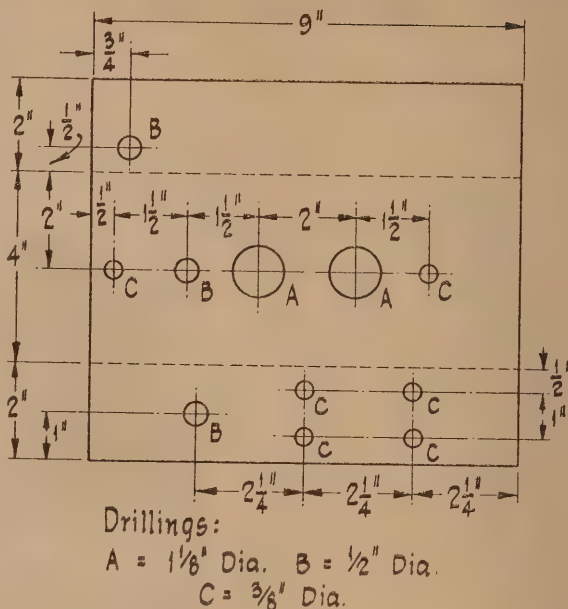 9"
3/4"
2"
1/2"
B
2"
1/2"
1 1/2"
1 1/2"
2"
1 1/2"
4"
C
B
A
A
C
1/2"
C
C
2"
1"
B
C
C
1"
2 1/4"
2 1/4"
2 1/4"
Drillings:
A = 1 1/8" Dia. B = 1/2" Dia.
C = 3/8" Dia.